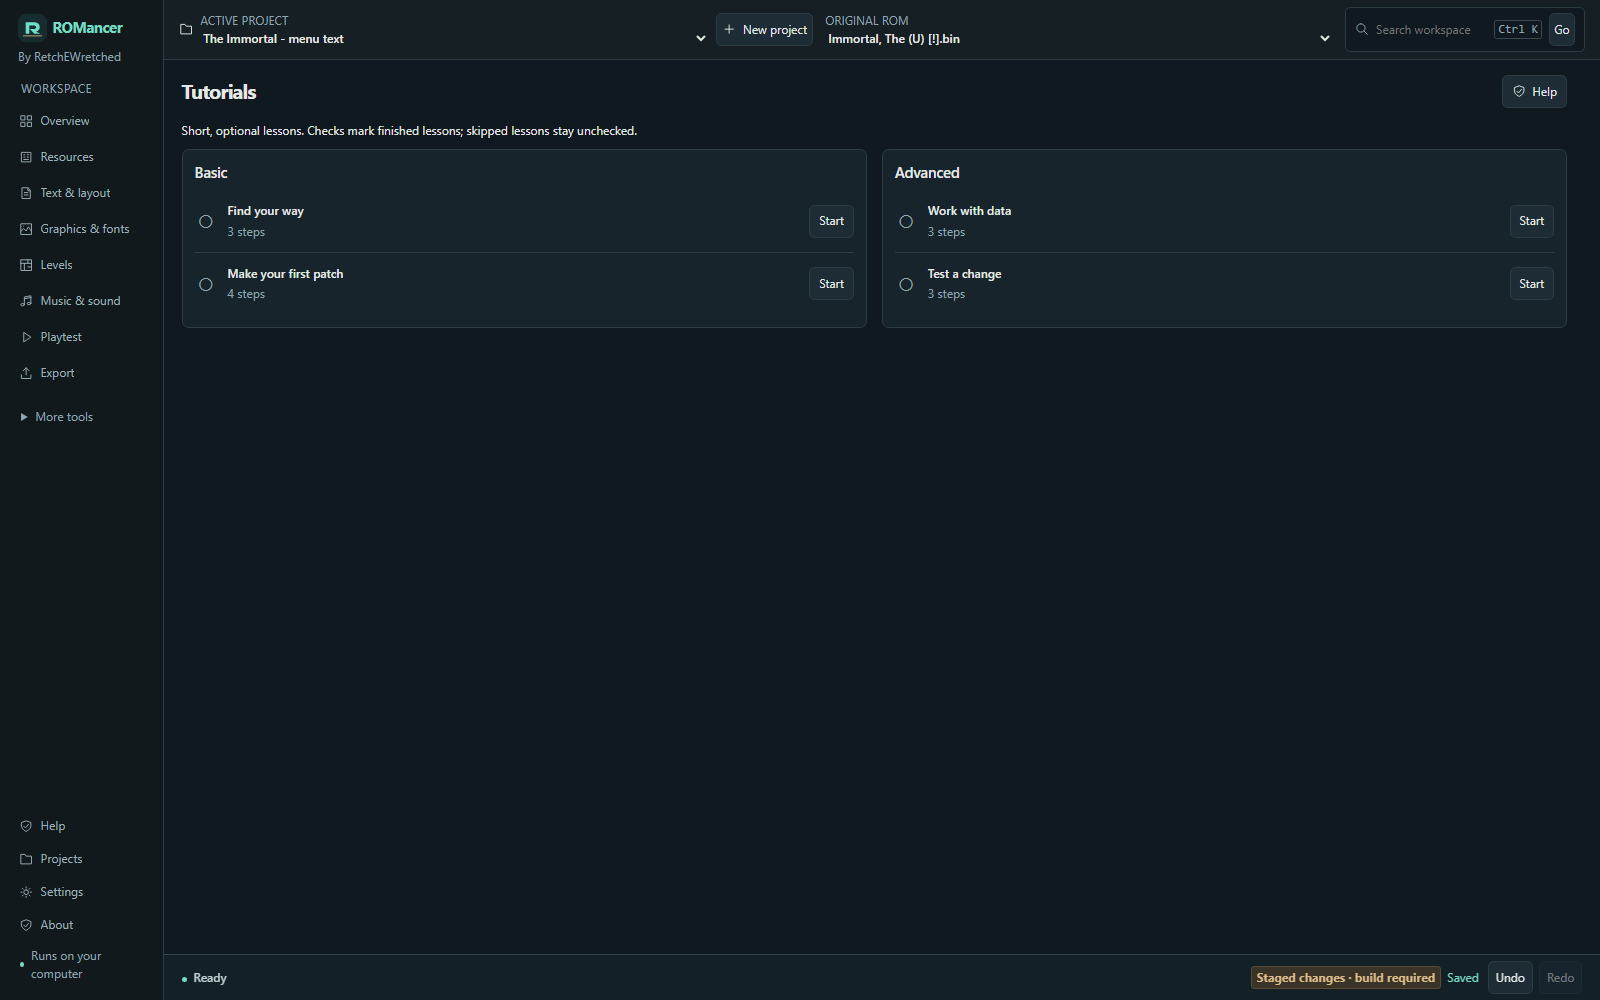 ROMancer
By RetchEWretched
WORKSPACE
Overview
Resources
Text & layout
Graphics & fonts
Levels
Music & sound
Playtest
Export
More tools
Help
Projects
Settings
About
Runs on your
computer
ACTIVE PROJECT
The Immortal - menu text
New project
ORIGINAL ROM
Immortal, The (U) [!].bin
Search workspace
Ctrl K
Go
Tutorials
Help
Short, optional lessons. Checks mark finished lessons; skipped lessons stay unchecked.
Basic
Find your way
3 steps
Start
Make your first patch
4 steps
Start
Advanced
Work with data
3 steps
Start
Test a change
3 steps
Start
Ready
Staged changes · build required
Saved
Undo
Redo